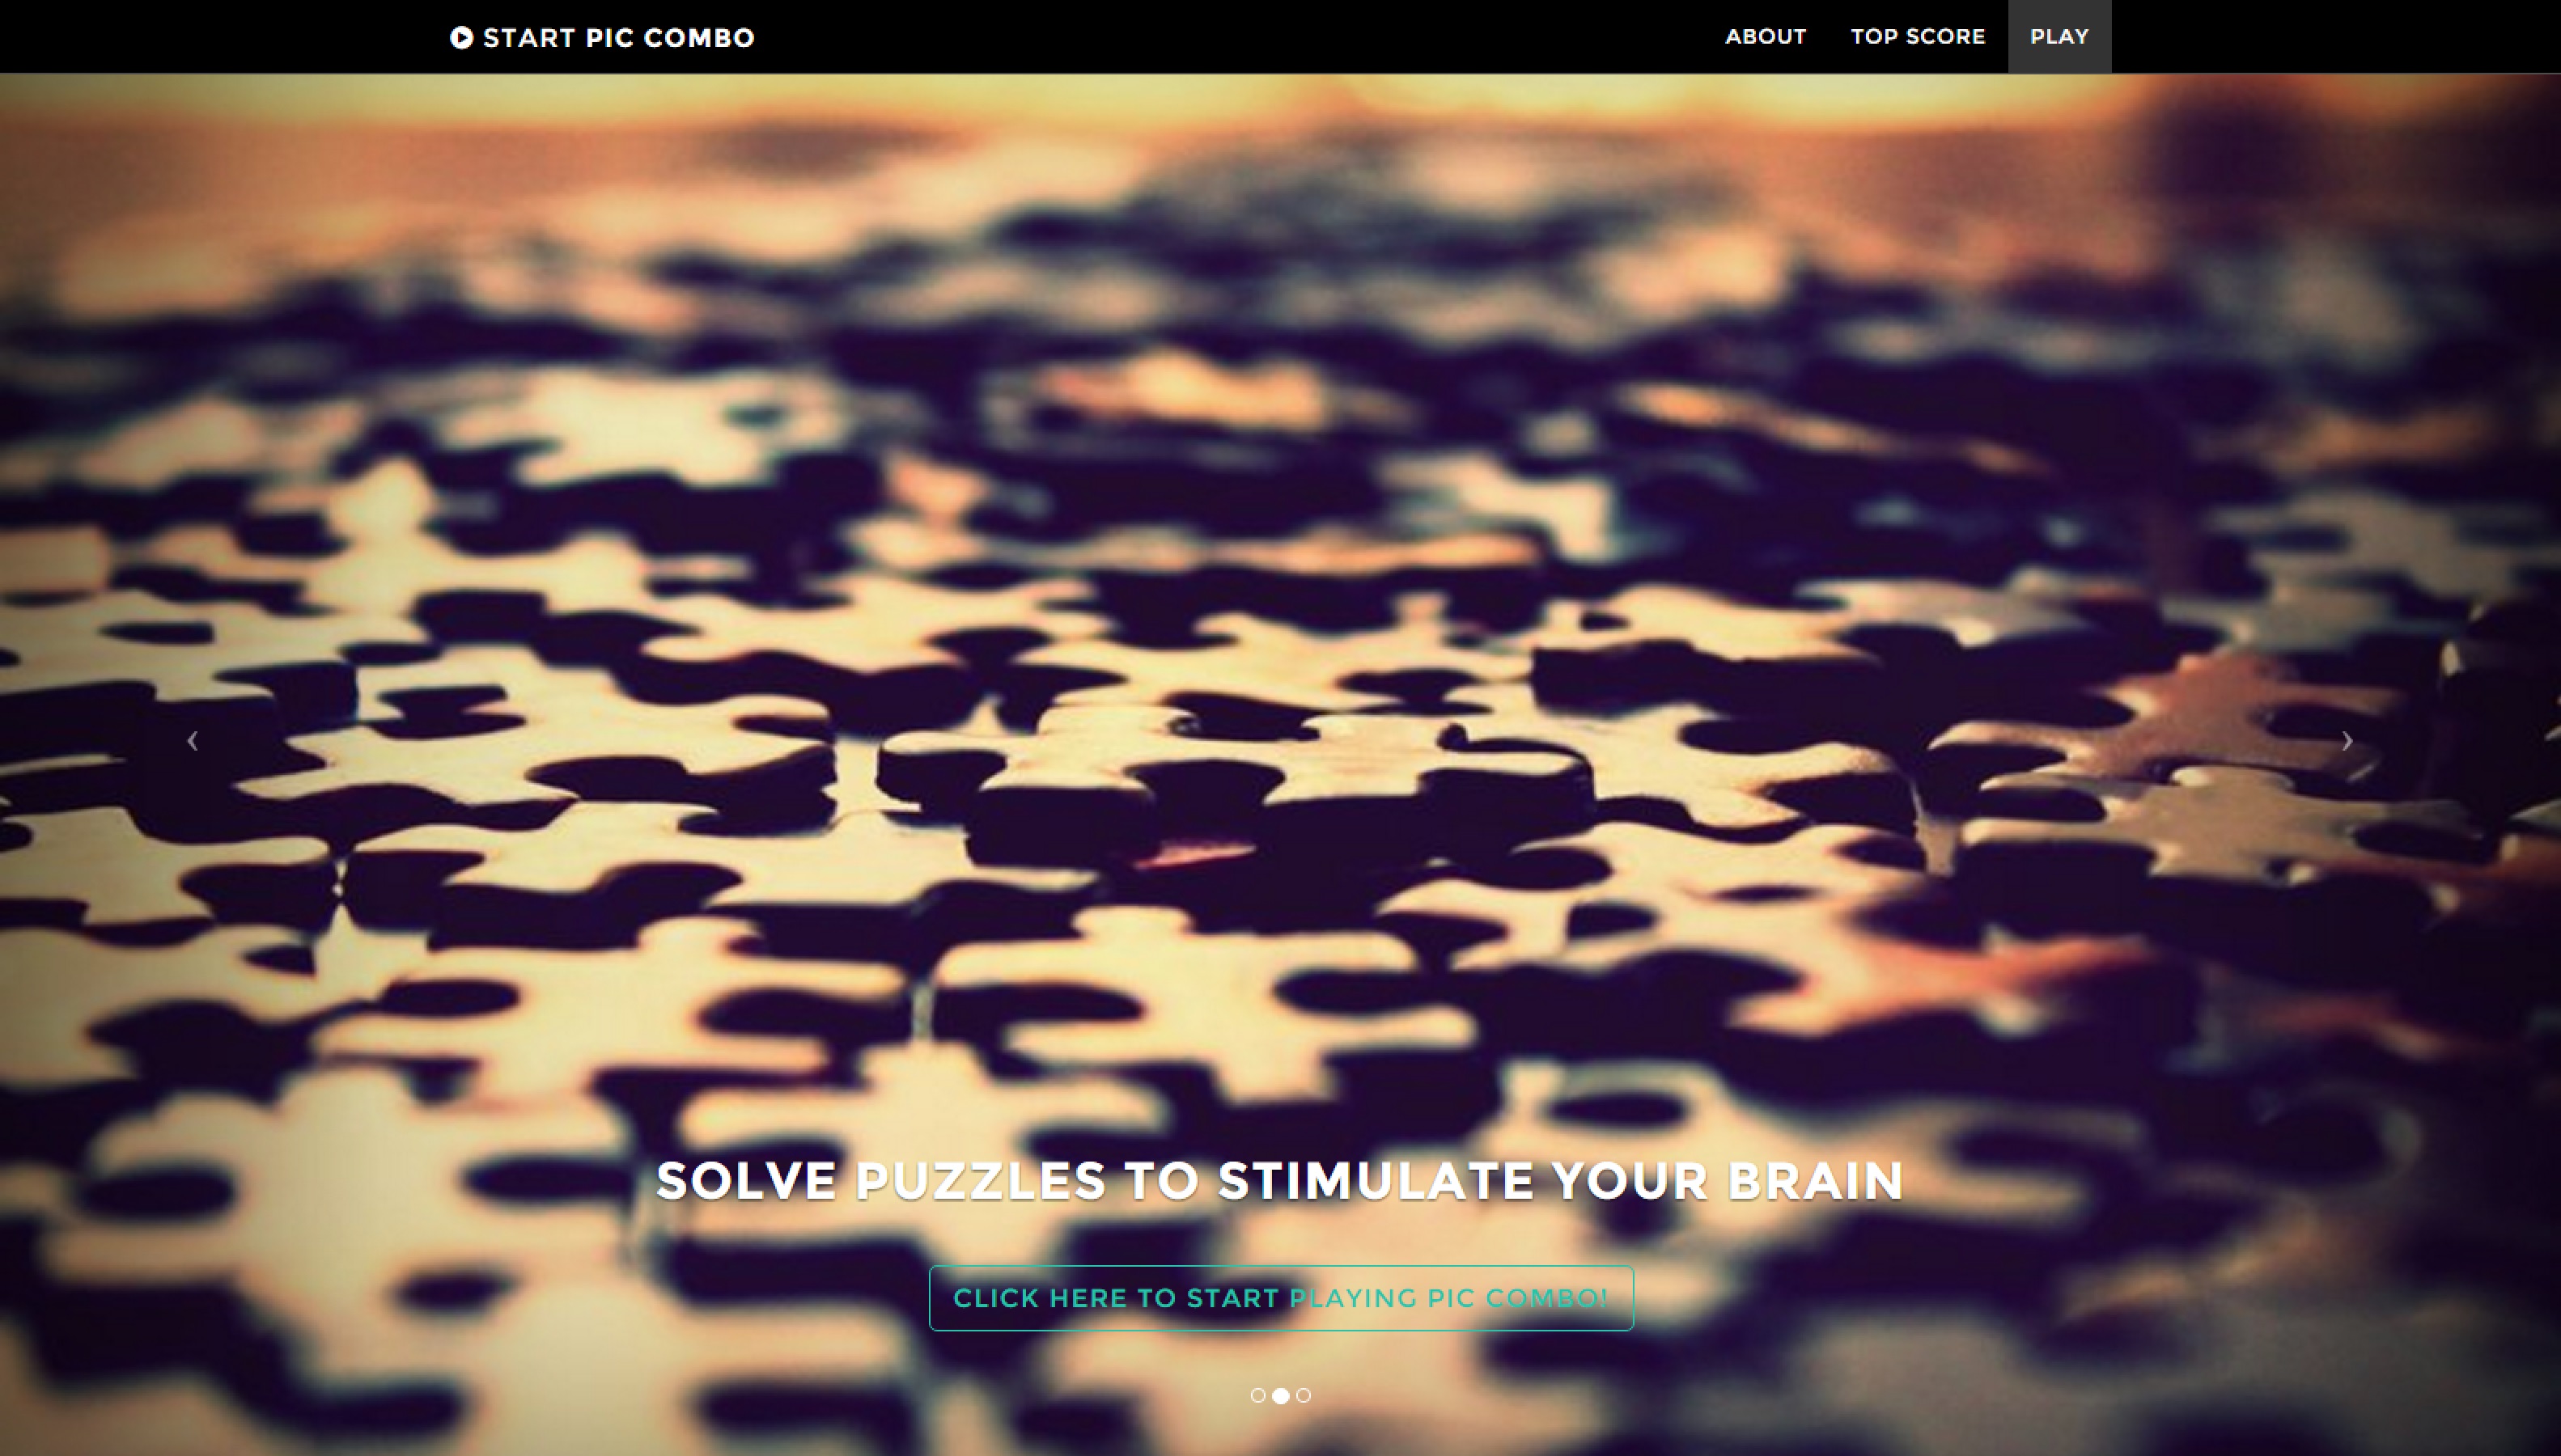 START PIC COMBO
ABOUT TOP SCORE PLAY
SOLVE PUZZLES TO STIMULATE YOUR BRAIN
CLICK HERE TO START PLAYING PIC COMBO!